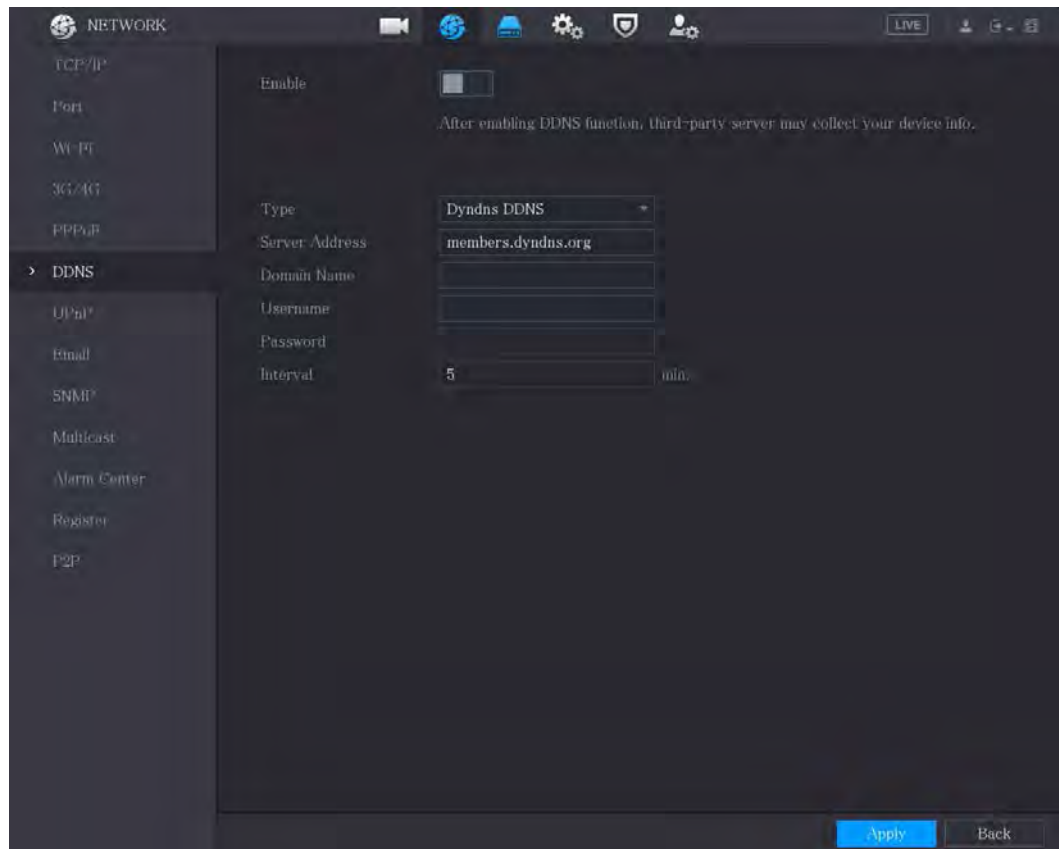 NETWORK
LIVE
TCP/IP
Port
Wi-Fi
3G/4G
PPPoE
DDNS
UPnP
Email
SNMP
Multicast
Alarm Center
Register
P2P
Enable
After enabling DDNS function, third-party server may collect your device info.
Type Dyndns DDNS
Server Address members.dyndns.org
Domain Name
Username
Password
Interval 5 min.
Apply Back